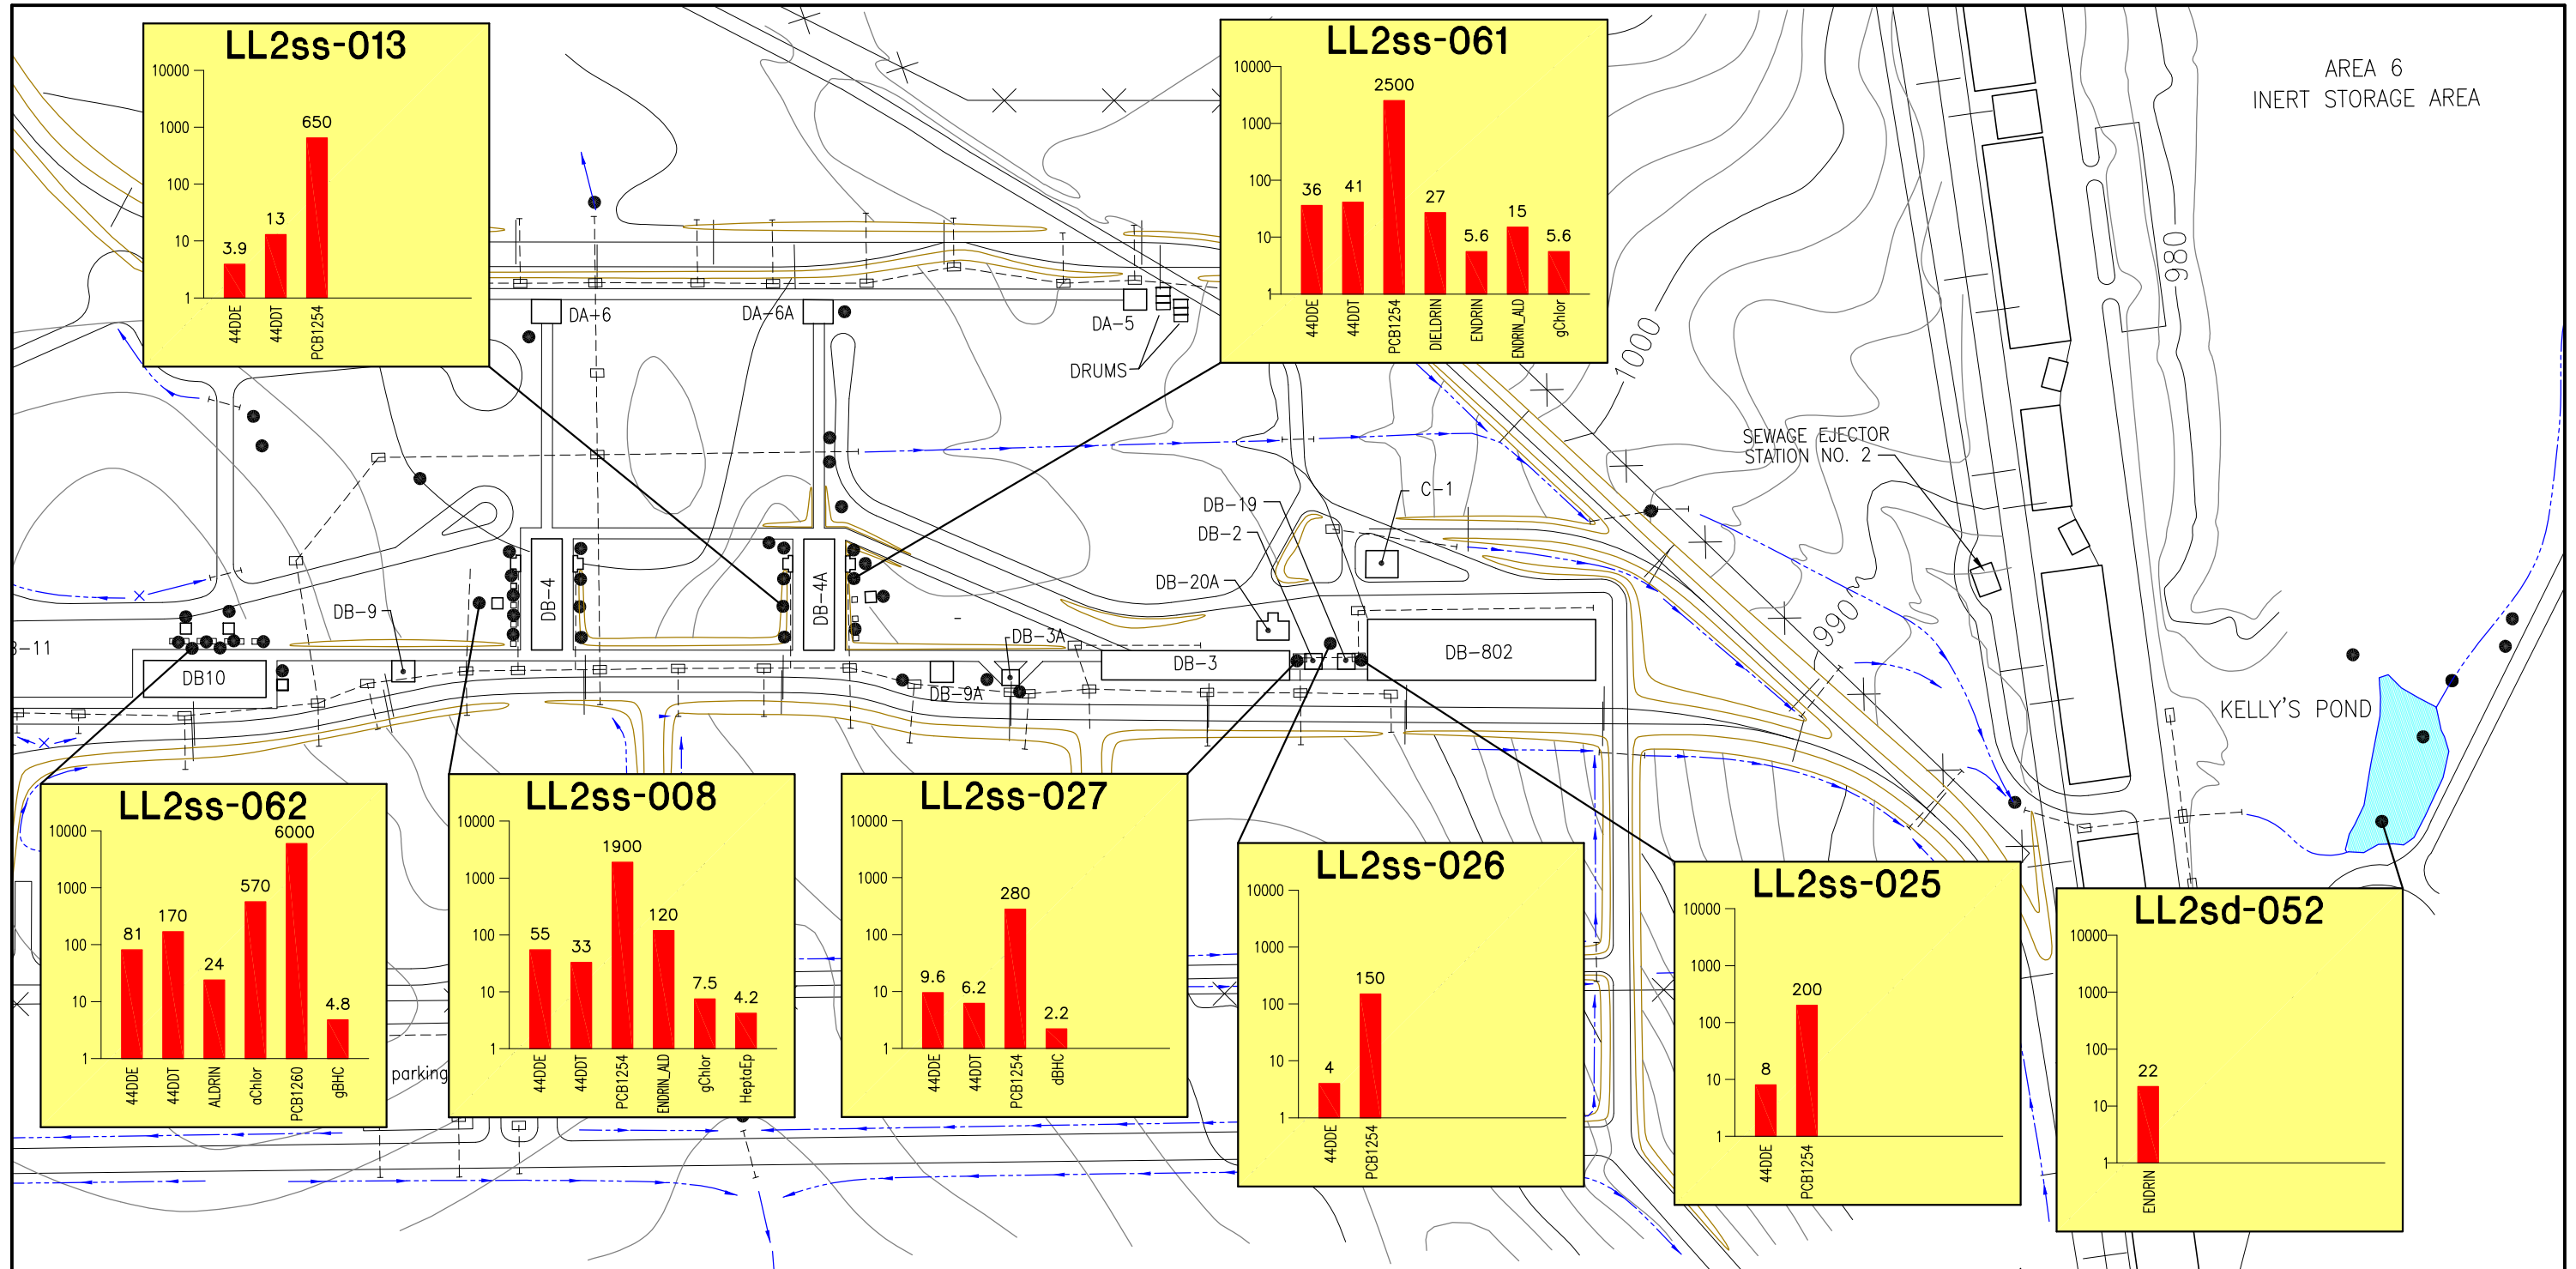 LL2ss-013
10000
1000
100
10
1
3.9
13
650
44DDE
44DDT
PCB1254
LL2ss-061
10000
1000
100
10
1
36
41
2500
27
5.6
15
5.6
44DDE
44DDT
PCB1254
DIELDRIN
ENDRIN
ENDRIN_ALD
gChlor
AREA 6
INERT STORAGE AREA
980
1000
990
DA-6
DA-6A
DA-5
DRUMS
SEWAGE EJECTOR
STATION NO. 2
C-1
DB-19
DB-2
DB-20A
DB-4
DB-4A
DB-9
DB-3A
-11
DB10
DB-9A
DB-3
DB-802
KELLY'S POND
parking
LL2ss-062
10000
1000
100
10
1
81
170
24
570
6000
4.8
44DDE
44DDT
ALDRIN
aChlor
PCB1260
gBHC
LL2ss-008
10000
1000
100
10
1
55
33
1900
120
7.5
4.2
44DDE
44DDT
PCB1254
ENDRIN_ALD
gChlor
HeptaEp
LL2ss-027
10000
1000
100
10
1
9.6
6.2
280
2.2
44DDE
44DDT
PCB1254
dBHC
LL2ss-026
10000
1000
100
10
1
4
150
44DDE
PCB1254
LL2ss-025
10000
1000
100
10
1
8
200
44DDE
PCB1254
LL2sd-052
10000
1000
100
10
1
22
ENDRIN